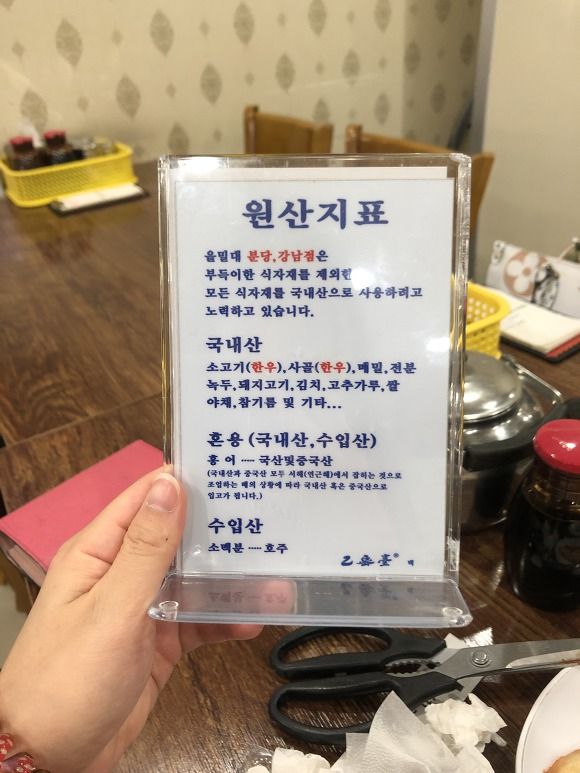 원산지표
을밀대 분당,강남점은
부득이한 식자재를 제외한
모든 식자재를 국내산으로 사용하려고
노력하고 있습니다.
국내산
소고기(한우),사골(한우),메밀,전분
녹두,돼지고기,김치,고추가루,쌀
야채,참기름 및 기타...
혼용 (국내산,수입산)
홍 어 ····· 국산및중국산
(국내산과 중국산 모두 서해(연근해)에서 잡히는 것으로
조업하는 배의 상황에 따라 국내산 혹은 중국산으로
입고가 됩니다.)
수입산
소맥분 ····· 호주
乙密臺® 백